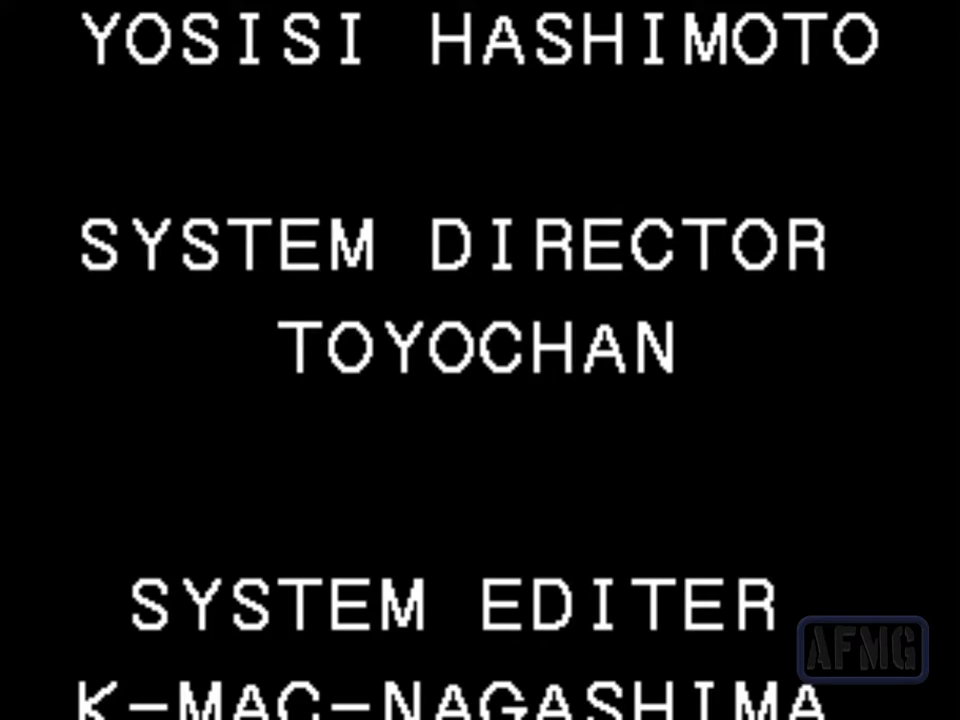 YOSISI HASHIMOTO
SYSTEM DIRECTOR
TOYOCHAN
SYSTEM EDITER
AFMG
K-MAC-NAGASHIMA